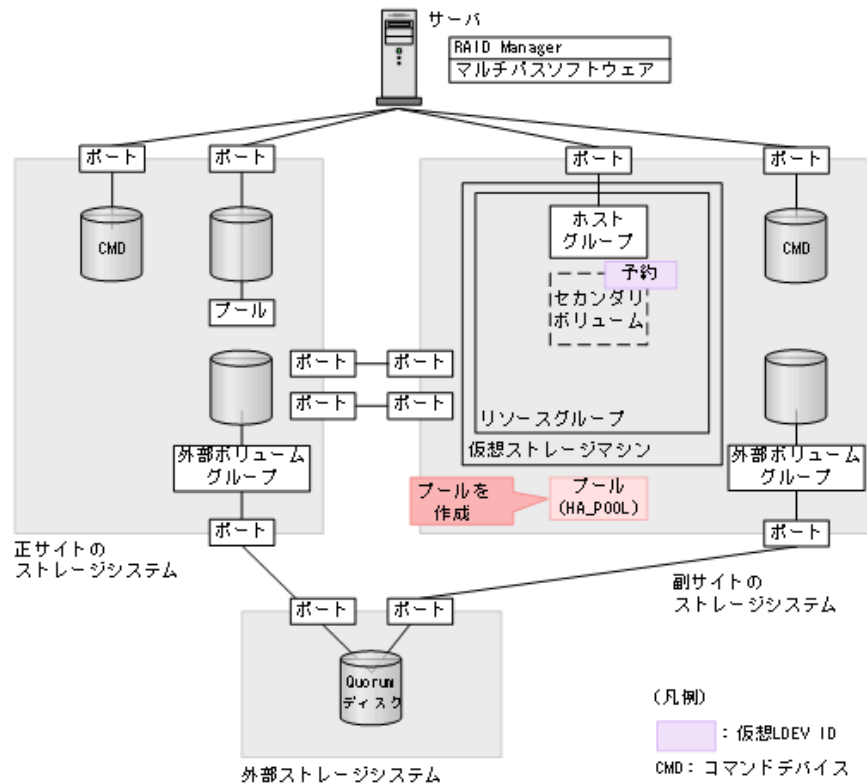 サーバ
RAID Manager
マルチパスソフトウェア
ポート
ポート
ポート
ポート
CMD
プール
ホスト
グループ
予約
セカンダリ
ボリューム
CMD
ポート
ポート
ポート
ポート
リソースグループ
仮想ストレージマシン
外部ボリューム
グループ
外部ボリューム
グループ
プールを
作成
プール
(HA_POOL)
ポート
ポート
正サイトの
ストレージシステム
副サイトの
ストレージシステム
ポート
ポート
Quorum
ディスク
外部ストレージシステム
(凡例)
：仮想LDEV ID
CMD：コマンドデバイス